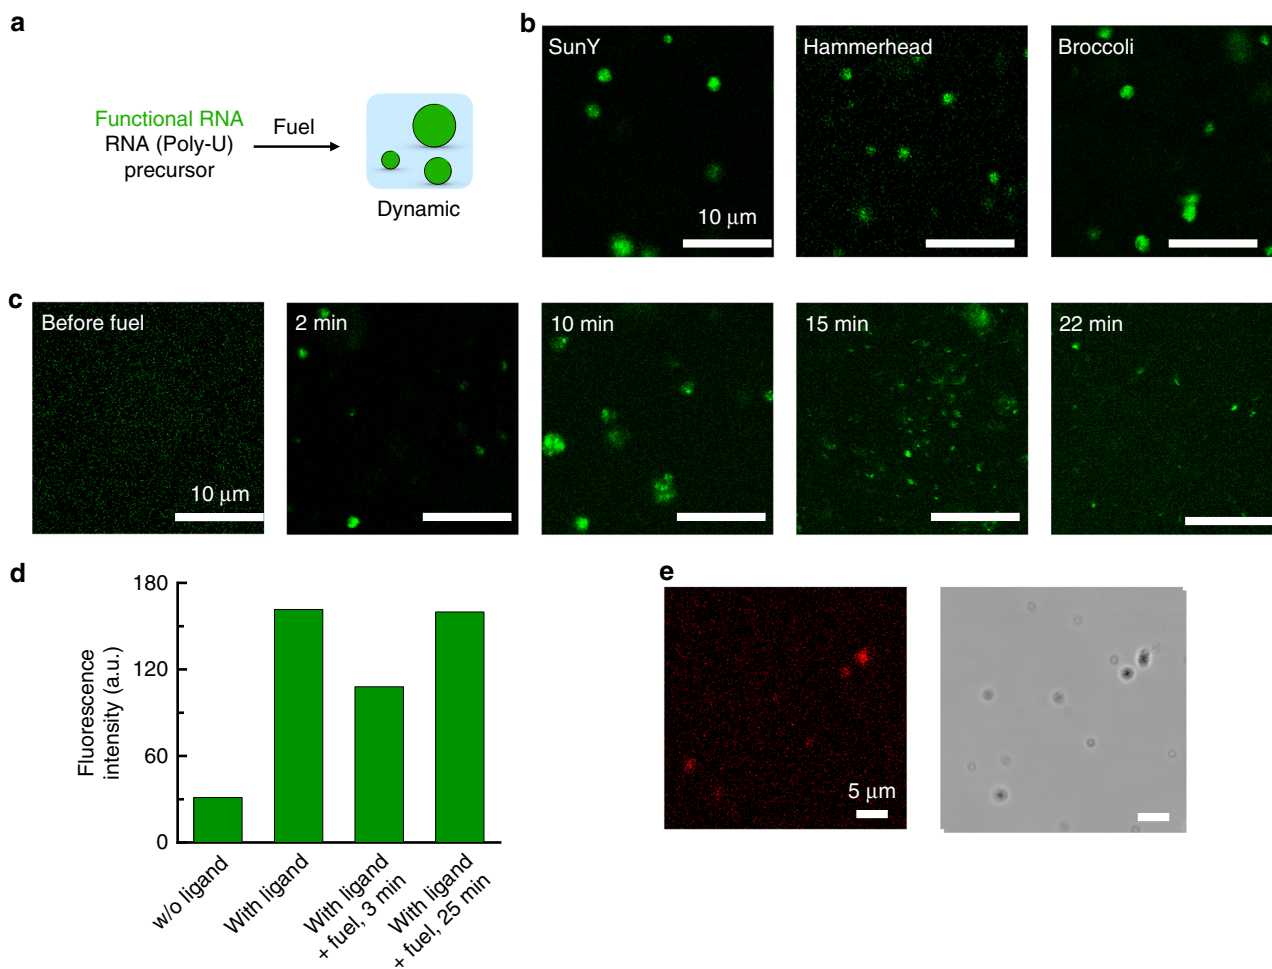 a
Functional RNA
RNA (Poly-U)
precursor
Fuel
Dynamic
b
SunY
10 μm
Hammerhead
Broccoli
c
Before fuel
10 μm
2 min
10 min
15 min
22 min
d
Fluorescence
intensity (a.u.)
180
120
60
0
w/o ligand
With ligand
With ligand
+ fuel, 3 min
With ligand
+ fuel, 25 min
e
5 μm